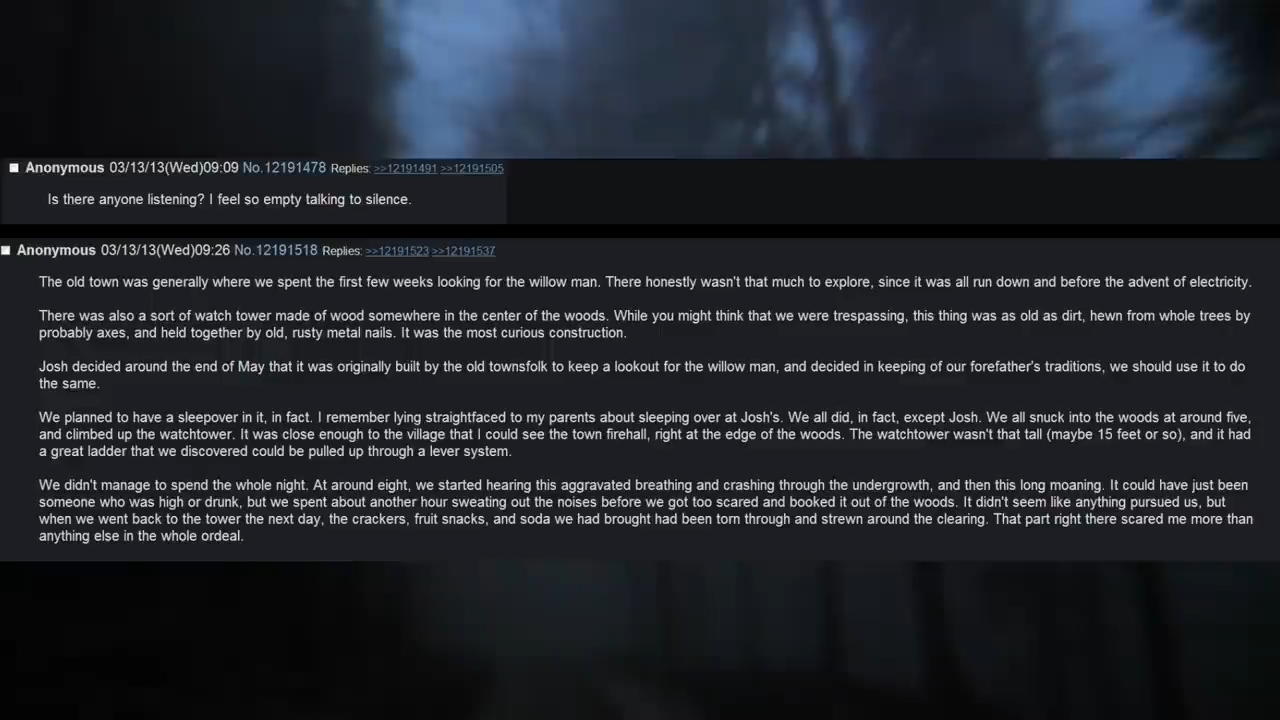 Anonymous 03/13/13(Wed)09:09 No.12191478 Replies: >>12191491 >>12191505
Is there anyone listening? I feel so empty talking to silence.
Anonymous 03/13/13(Wed)09:26 No.12191518 Replies: >>12191523 >>12191537
The old town was generally where we spent the first few weeks looking for the willow man. There honestly wasn't that much to explore, since it was all run down and before the advent of electricity.
There was also a sort of watch tower made of wood somewhere in the center of the woods. While you might think that we were trespassing, this thing was as old as dirt, hewn from whole trees by
probably axes, and held together by old, rusty metal nails. It was the most curious construction.
Josh decided around the end of May that it was originally built by the old townsfolk to keep a lookout for the willow man, and decided in keeping of our forefather's traditions, we should use it to do
the same.
We planned to have a sleepover in it, in fact. I remember lying straightfaced to my parents about sleeping over at Josh's. We all did, in fact, except Josh. We all snuck into the woods at around five,
and climbed up the watchtower. It was close enough to the village that I could see the town firehall, right at the edge of the woods. The watchtower wasn't that tall (maybe 15 feet or so), and it had
a great ladder that we discovered could be pulled up through a lever system.
We didn't manage to spend the whole night. At around eight, we started hearing this aggravated breathing and crashing through the undergrowth, and then this long moaning. It could have just been
someone who was high or drunk, but we spent about another hour sweating out the noises before we got too scared and booked it out of the woods. It didn't seem like anything pursued us, but
when we went back to the tower the next day, the crackers, fruit snacks, and soda we had brought had been torn through and strewn around the clearing. That part right there scared me more than
anything else in the whole ordeal.